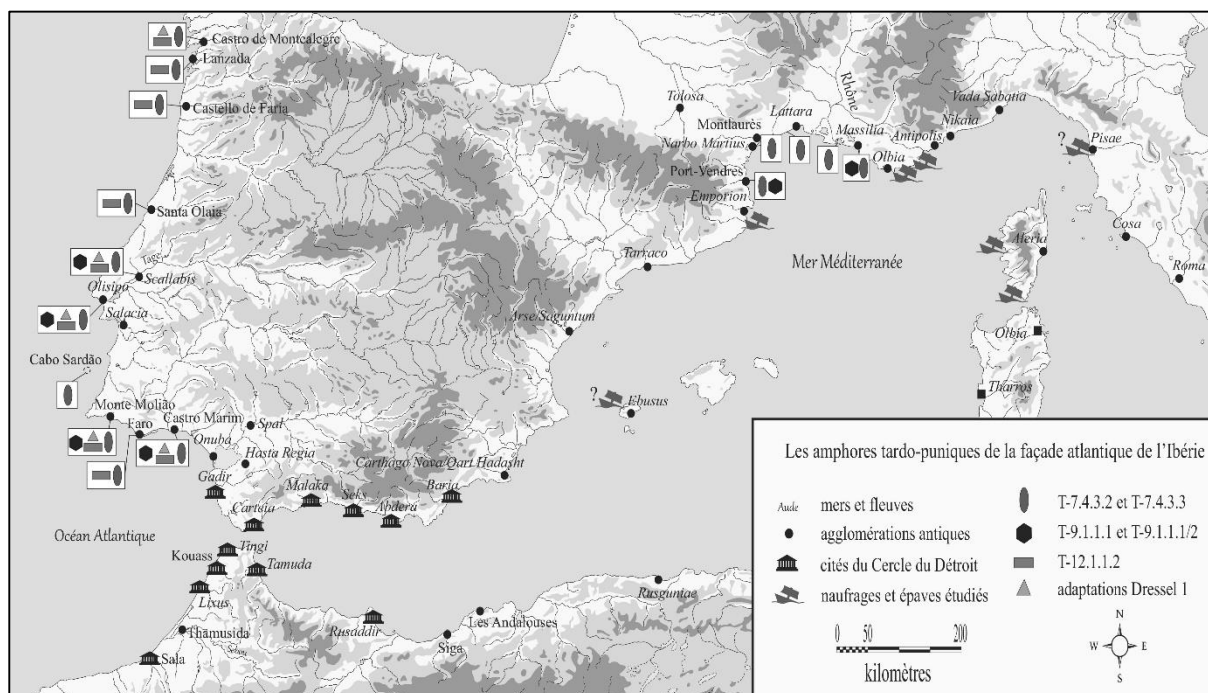 Castro de Montealegre
Lanzada
Castello de Faria
Santa Olaia
Tage
Scallabis
Olisipo
Salacia
Cabo Sardão
Monte Molião
Faro
Castro Marim
Onuba
Spal
Hasta Regia
Gadir
Carteia
Malaka
Seks
Abdera
Baria
Carthago Nova/Qart Hadasht
Océan Atlantique
Kouass
Tingi
Tamuda
Lixus
Thamusida
Sebou
Sala
Rusaddir
Siga
Les Andalouses
Rusguniae
Tolosa
Montlaurès
Narbo Martius
Port-Vendrès
Emporion
Tarraco
Arse/Saguntum
?
Ebusus
Lattara
Rhône
Massilia
Olbia
Antipolis
Nikaia
Vada Sabatia
?
Pisae
Mer Méditerranée
Aleria
Cosa
Roma
Olbia
Tharros
Les amphores tardo-puniques de la façade atlantique de l'Ibérie
Aude
mers et fleuves
agglomérations antiques
cités du Cercle du Détroit
naufrages et épaves étudiés
T-7.4.3.2 et T-7.4.3.3
T-9.1.1.1 et T-9.1.1.1/2
T-12.1.1.2
adaptations Dressel 1
0 50 200
kilomètres
N
W E
S